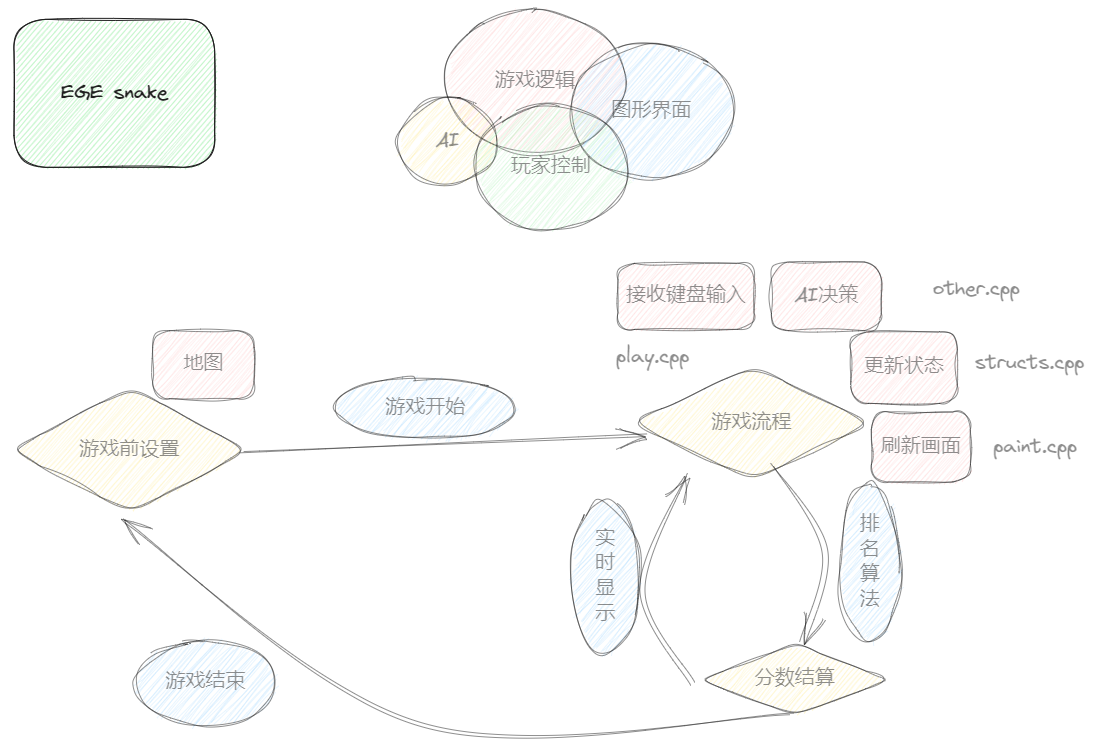 EGE snake
游戏逻辑
图形界面
AI
玩家控制
接收键盘输入
AI决策
other.cpp
play.cpp
更新状态
structs.cpp
地图
游戏开始
游戏流程
刷新画面
paint.cpp
游戏前设置
实时显示
排名算法
游戏结束
分数结算